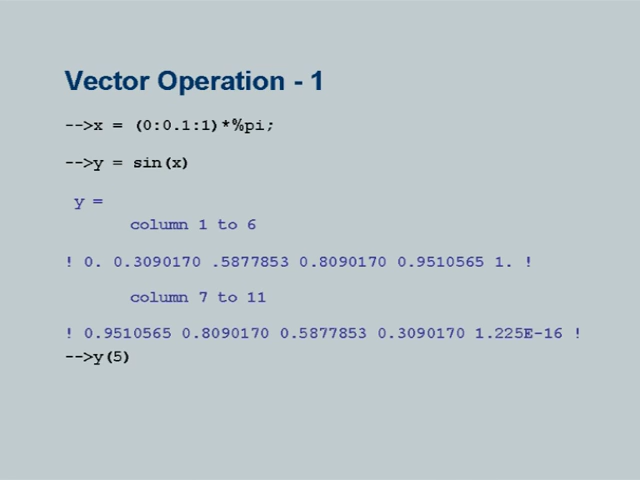 Vector Operation - 1
-->x = (0:0.1:1)*%pi;
-->y = sin(x)
y =
column 1 to 6
! 0. 0.3090170 .5877853 0.8090170 0.9510565 1. !
column 7 to 11
! 0.9510565 0.8090170 0.5877853 0.3090170 1.225E-16 !
-->y(5)